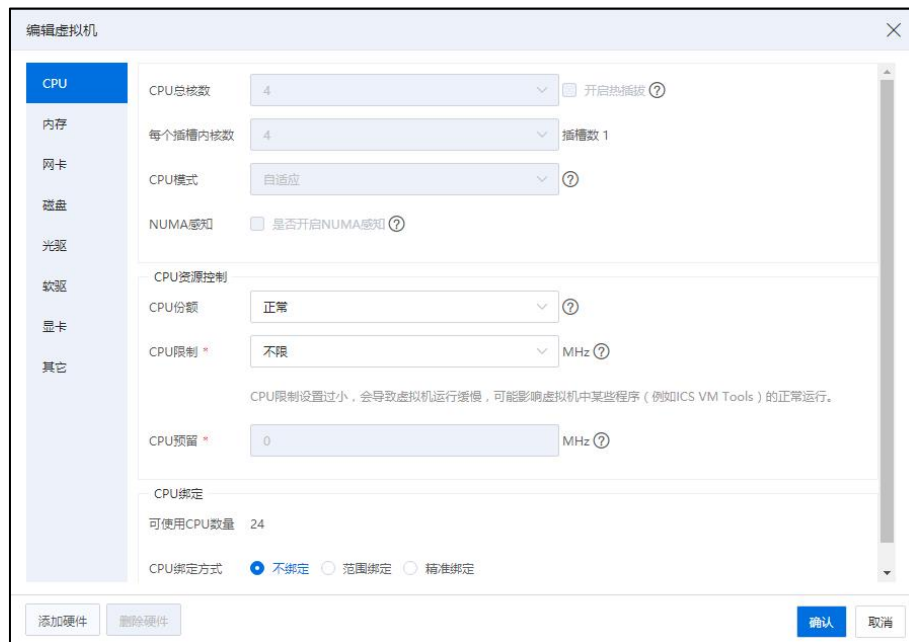 编辑虚拟机
CPU
内存
网卡
磁盘
光驱
软驱
显卡
其它
CPU总核数 4 开启热插拔 ?
每个插槽内核数 4 插槽数 1
CPU模式 自适应 ?
NUMA感知 是否开启NUMA感知 ?
CPU资源控制
CPU份额 正常 ?
CPU限制 * 不限 MHz ?
CPU限制设置过小，会导致虚拟机运行缓慢，可能影响虚拟机中某些程序（例如ICS VM Tools）的正常运行。
CPU预留 * 0 MHz ?
CPU绑定
可使用CPU数量 24
CPU绑定方式 不绑定 范围绑定 精准绑定
添加硬件 删除硬件 确认 取消